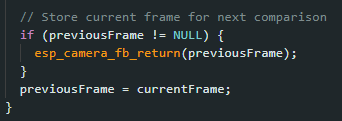 // Store current frame for next comparison
if (previousFrame != NULL) {
esp_camera_fb_return(previousFrame);
}
previousFrame = currentFrame;
}